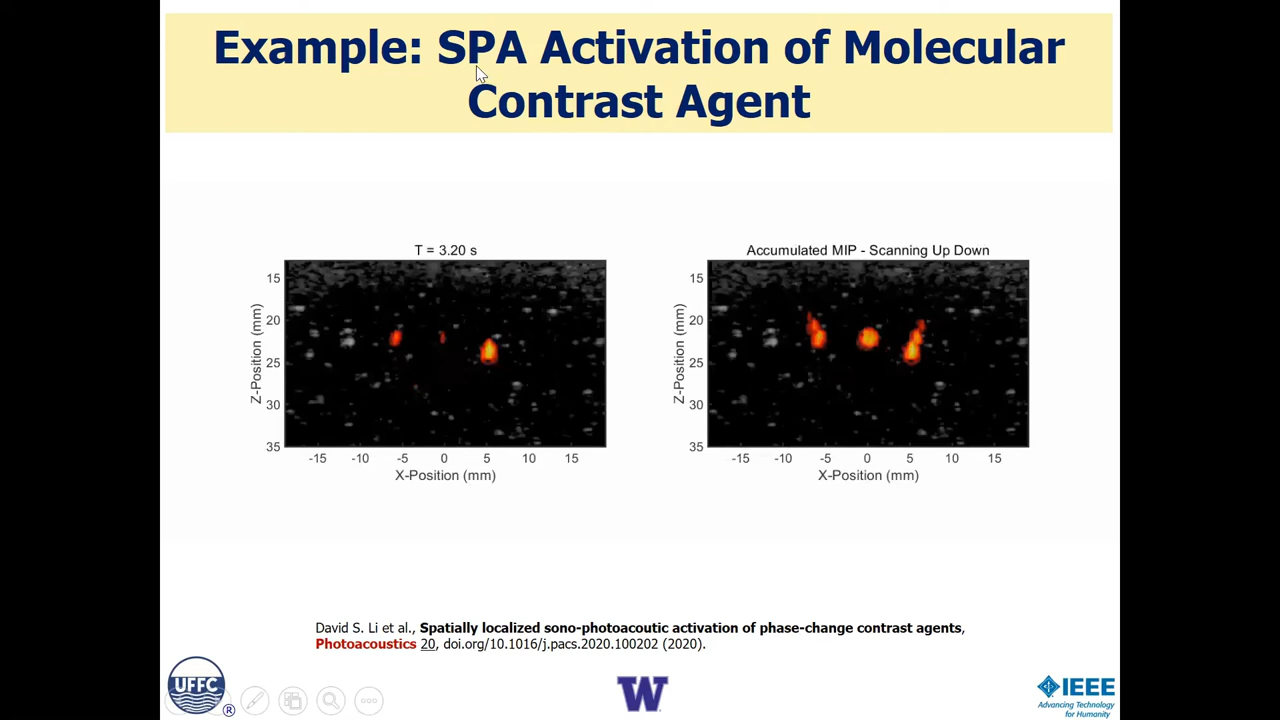 Example: SPA Activation of Molecular
Contrast Agent
T = 3.20 s
15
20
25
30
35
Z-Position (mm)
-15 -10 -5 0 5 10 15
X-Position (mm)
Accumulated MIP - Scanning Up Down
15
20
25
30
35
Z-Position (mm)
-15 -10 -5 0 5 10 15
X-Position (mm)
David S. Li et al., Spatially localized sono-photoacoutic activation of phase-change contrast agents,
Photoacoustics 20, doi.org/10.1016/j.pacs.2020.100202 (2020).
UFFC
®
W
IEEE
Advancing Technology
for Humanity